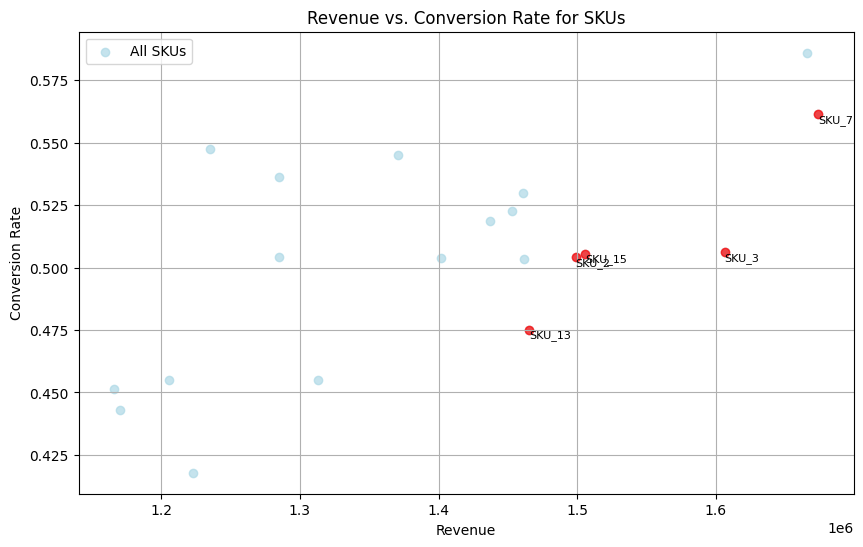 Revenue vs. Conversion Rate for SKUs
All SKUs
0.575
0.550
0.525
0.500
0.475
0.450
0.425
Conversion Rate
SKU_7
SKU_15
SKU_2
SKU_3
SKU_13
1.2
1.3
1.4
1.5
1.6
1e6
Revenue